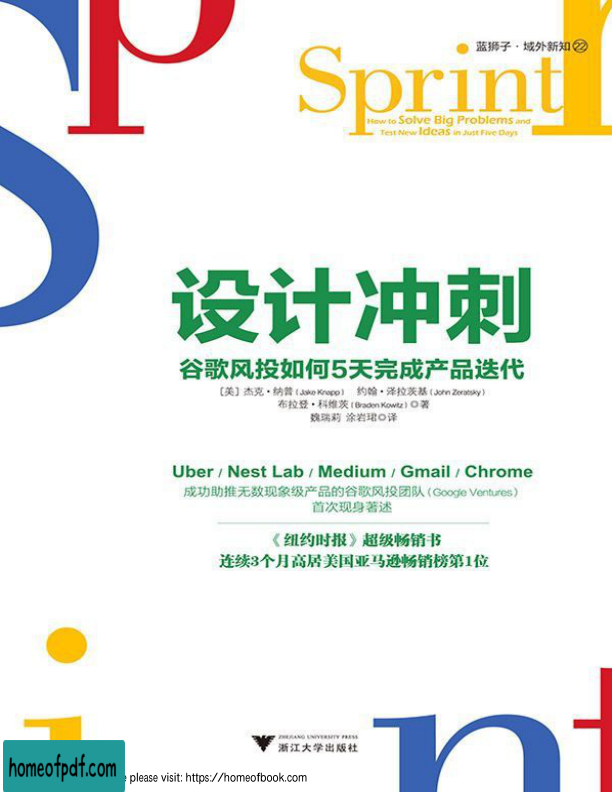 蓝狮子·域外新知㉒
Sprint
How to Solve Big Problems and
Test New Ideas in Just Five Days
设计冲刺
谷歌风投如何5天完成产品迭代
[美]杰克·纳普(Jake Knapp) 约翰·泽拉茨基(John Zeratsky)
布拉登·科维茨(Braden Kowitz)◎著
魏瑞莉 涂岩珺◎译
Uber / Nest Lab / Medium / Gmail / Chrome
成功助推无数现象级产品的谷歌风投团队(Google Ventures)
首次现身著述
《纽约时报》超级畅销书
连续3个月高居美国亚马逊畅销榜第1位
ZHEJIANG UNIVERSITY PRESS
浙江大学出版社
homeofpdf.com
e please visit: https://homeofbook.com